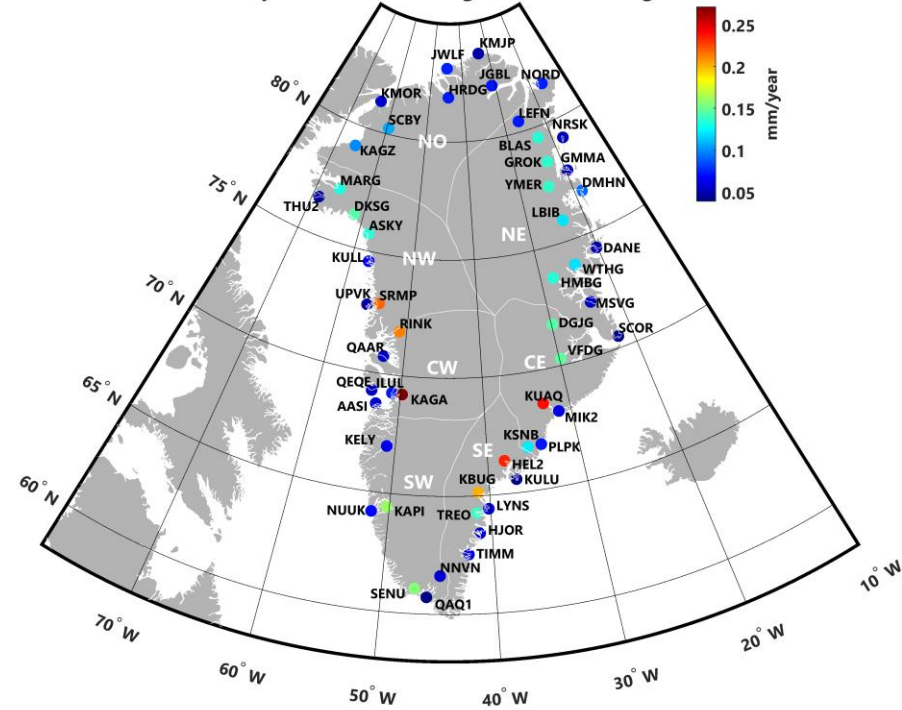 0.25
0.2
0.15
0.1
0.05
mm/year
KMJP
JWLF
JGBL
NORD
HRDG
KMOR
80° N
SCBY
LEFN
NRSK
NO
BLAS
KAGZ
GROK
GMMA
MARG
YMER
DMHN
75° N
THU2
DKSG
LBIB
ASKY
NE
DANE
KULL
NW
WTHG
HMBG
70° N
UPVK
SRMP
MSVG
RINK
DGJG
SCOR
QAAR
VFDG
CW
CE
QEQE
ILUL
65° N
AASI
KAGA
KUAQ
MIK2
KELY
KSNB
PLPK
SE
HEL2
KBUG
KULU
SW
60° N
NUUK
KAPI
TREO
LYNS
HJOR
TIMM
NNVN
SENU
QAQ1
10° W
70° W
20° W
60° W
30° W
50° W
40° W